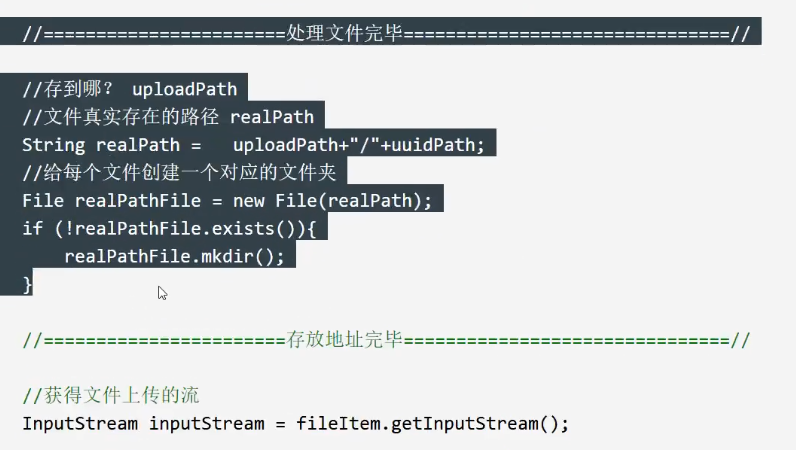 //=======================处理文件完毕===============================//
//存到哪？ uploadPath
//文件真实存在的路径 realPath
String realPath =   uploadPath+"/"+uuidPath;
//给每个文件创建一个对应的文件夹
File realPathFile = new File(realPath);
if (!realPathFile.exists()){
    realPathFile.mkdir();
}
//=======================存放地址完毕===============================//
//获得文件上传的流
InputStream inputStream = fileItem.getInputStream();